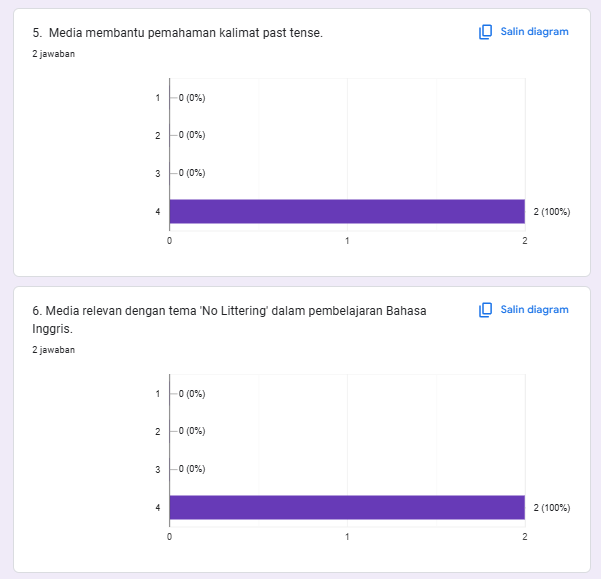 5. Media membantu pemahaman kalimat past tense.
Salin diagram
2 jawaban
1 0 (0%)
2 0 (0%)
3 0 (0%)
4 2 (100%)
0 1 2
6. Media relevan dengan tema 'No Littering' dalam pembelajaran Bahasa
Inggris.
Salin diagram
2 jawaban
1 0 (0%)
2 0 (0%)
3 0 (0%)
4 2 (100%)
0 1 2